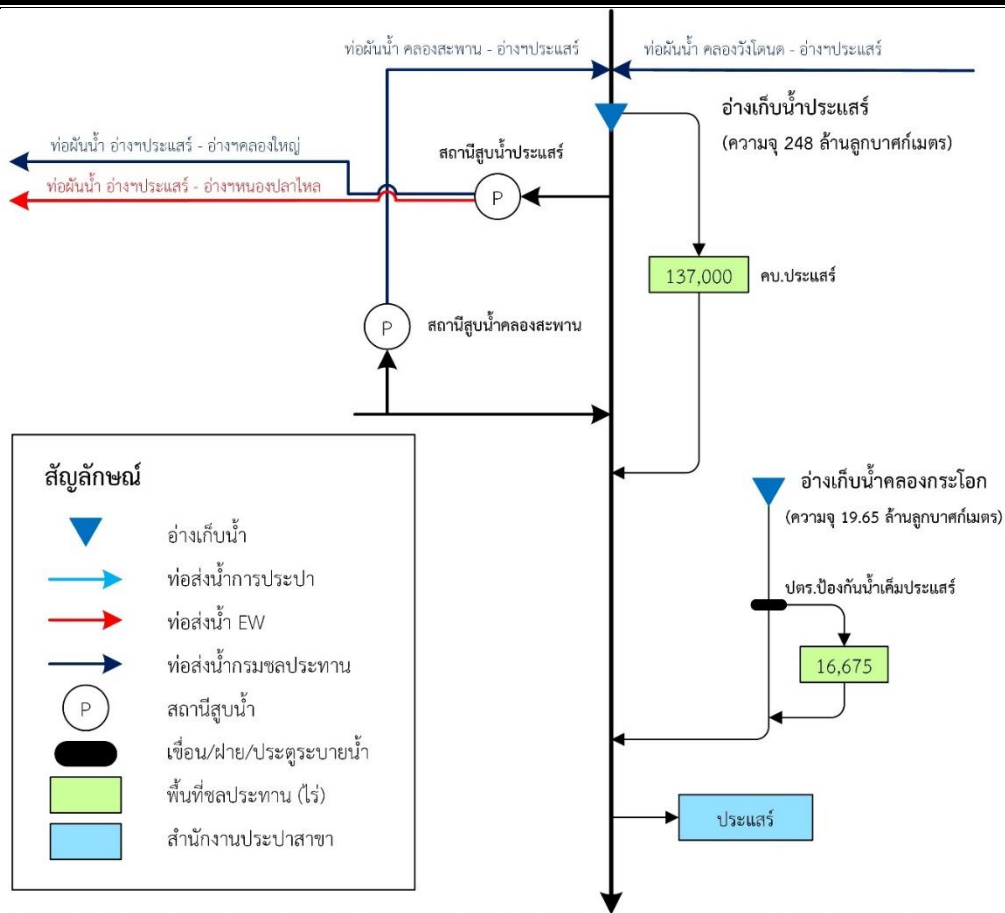 ท่อผันน้ำ คลองสะพาน - อ่างฯประแสร์
ท่อผันน้ำ คลองวังโตนด - อ่างฯประแสร์
อ่างเก็บน้ำประแสร์
(ความจุ 248 ล้านลูกบาศก์เมตร)
ท่อผันน้ำ อ่างฯประแสร์ - อ่างฯคลองใหญ่
สถานีสูบน้ำประแสร์
ท่อผันน้ำ อ่างฯประแสร์ - อ่างฯหนองปลาไหล
P
137,000
คบ.ประแสร์
P
สถานีสูบน้ำคลองสะพาน
อ่างเก็บน้ำคลองกระโอก
(ความจุ 19.65 ล้านลูกบาศก์เมตร)
ปตร.ป้องกันน้ำเค็มประแสร์
16,675
ประแสร์
สัญลักษณ์
อ่างเก็บน้ำ
ท่อส่งน้ำการประปา
ท่อส่งน้ำ EW
ท่อส่งน้ำกรมชลประทาน
P
สถานีสูบน้ำ
เขื่อน/ฝาย/ประตูระบายน้ำ
พื้นที่ชลประทาน (ไร่)
สำนักงานประปาสาขา